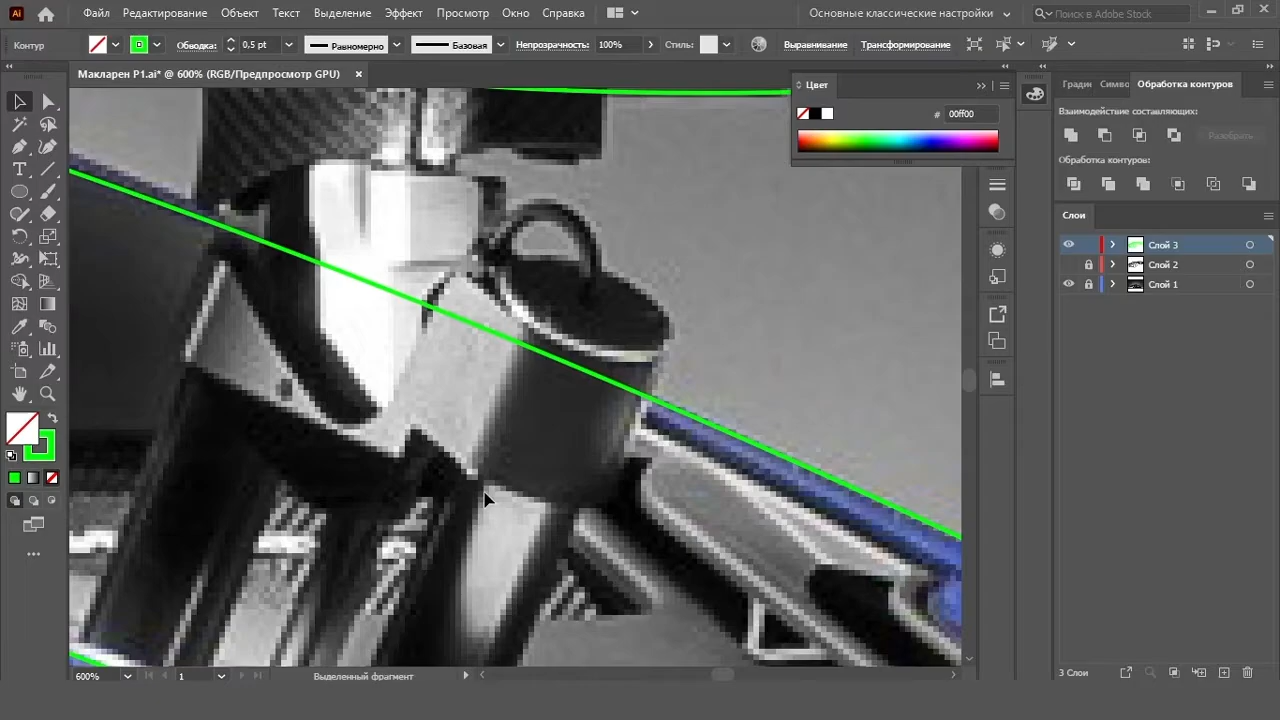 Ai Файл Редактирование Объект Текст Выделение Эффект Просмотр Окно Справка Основные классические настройки Поиск в Adobe Stock
Контур Обводка: 0,5 pt Равномерно Базовая Непрозрачность: 100% Стиль: Выравнивание Трансформирование
Макларен P1.ai* @ 600% (RGB/Предпросмотр GPU)
Цвет
# 00ff00
Градин Симво Обработка контуров
Взаимодействие составляющих:
Разобрать
Обработка контуров:
Слои
Слой 3
Слой 2
Слой 1
600% 1 Выделенный фрагмент
3 Слои